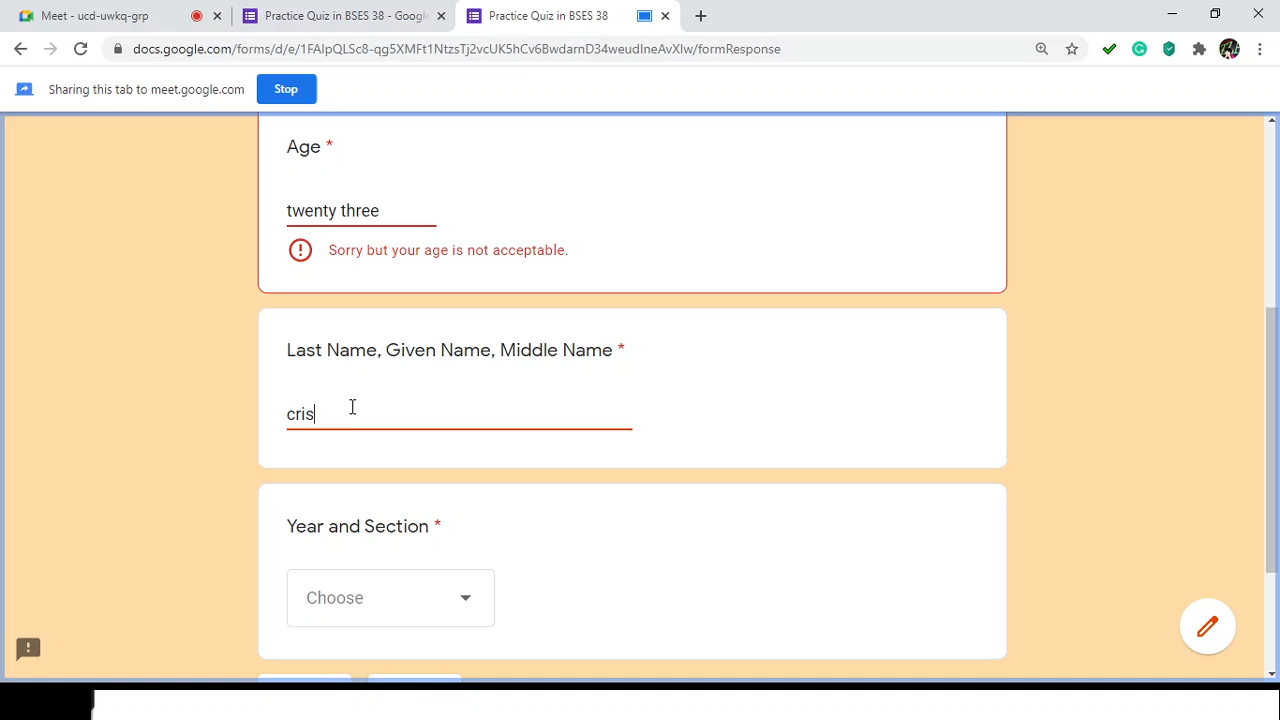 Meet - ucd-uwkq-grp
Practice Quiz in BSES 38 - Google
Practice Quiz in BSES 38
docs.google.com/forms/d/e/1FAIpQLSc8-qg5XMFt1NtzsTj2vcUK5hCv6BwdarnD34weudIneAvXIw/formResponse
Sharing this tab to meet.google.com
Stop
Age *
twenty three
Sorry but your age is not acceptable.
Last Name, Given Name, Middle Name *
cris
Year and Section *
Choose